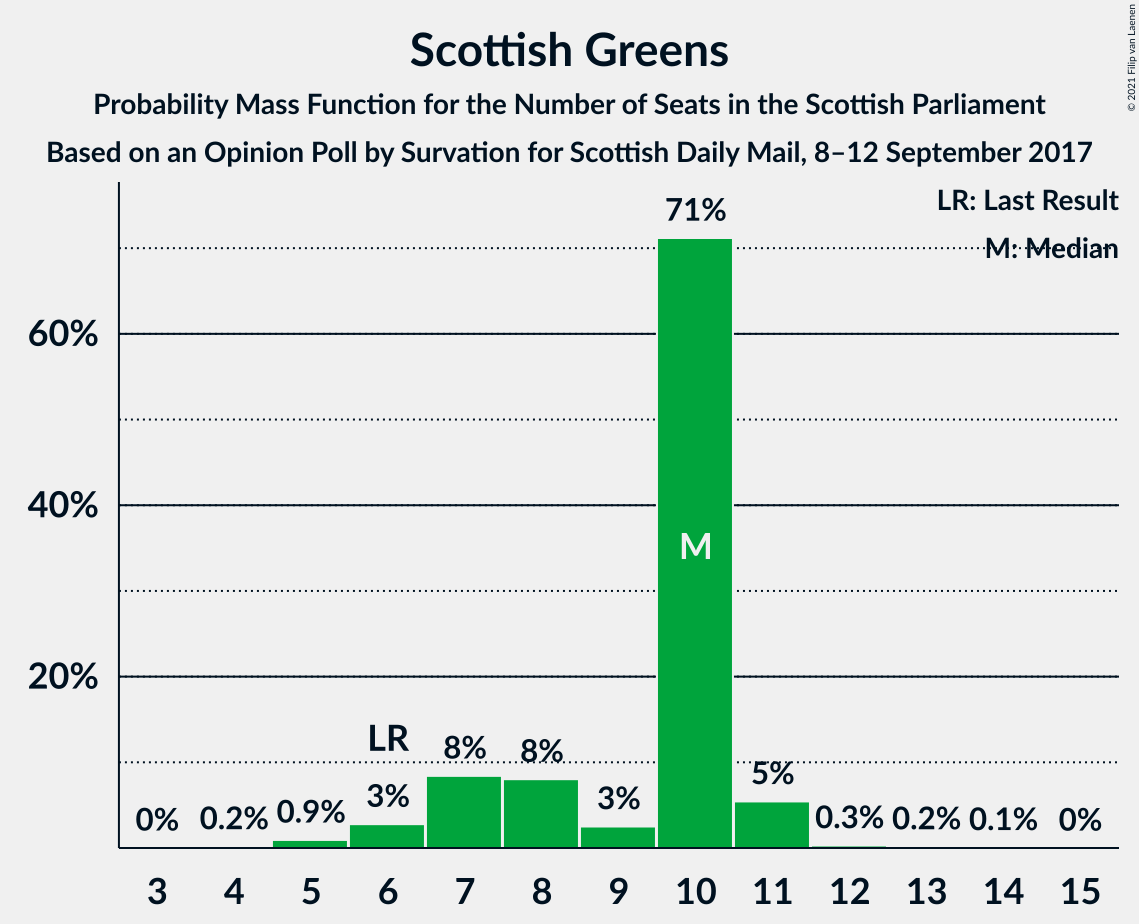 Scottish Greens
Probability Mass Function for the Number of Seats in the Scottish Parliament
Based on an Opinion Poll by Survation for Scottish Daily Mail, 8–12 September 2017
© 2021 Filip van Laenen
LR: Last Result
M: Median
60%
40%
20%
0%
0.2%
0.9%
LR
3%
8%
8%
3%
71%
M
5%
0.3%
0.2%
0.1%
0%
3 4 5 6 7 8 9 10 11 12 13 14 15